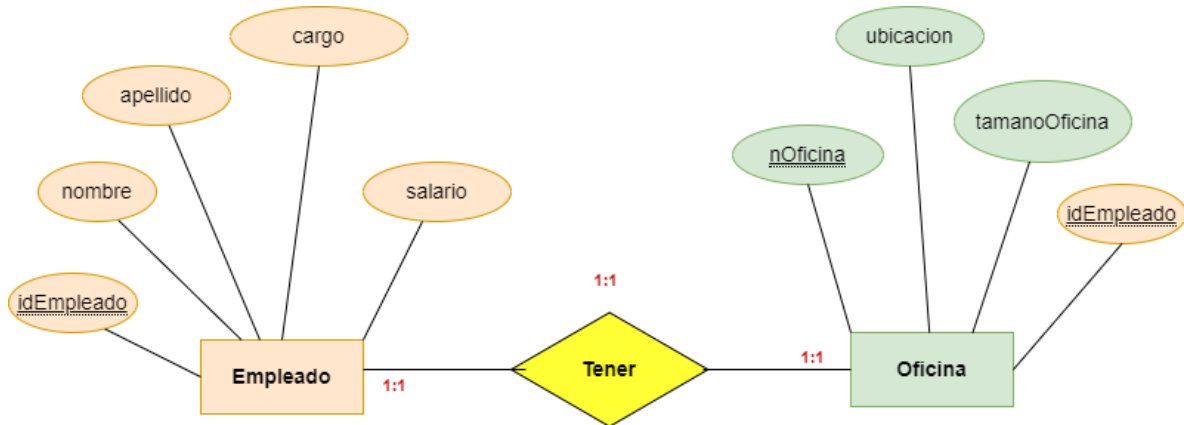 cargo
ubicacion
apellido
tamanoOficina
nOficina
nombre
salario
idEmpleado
1:1
idEmpleado
Empleado
1:1
Tener
1:1
Oficina